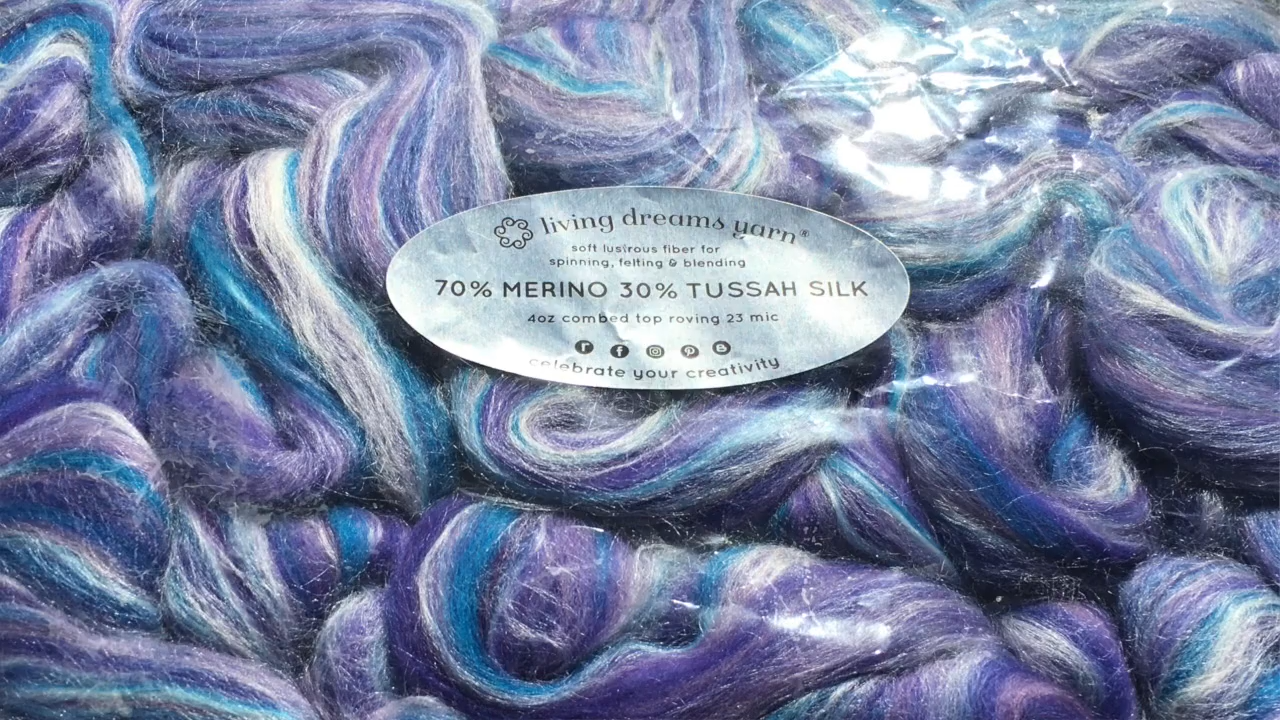 living dreams yarn®
soft lustrous fiber for
spinning, felting & blending
70% MERINO 30% TUSSAH SILK
4oz combed top roving 23 mic
celebrate your creativity